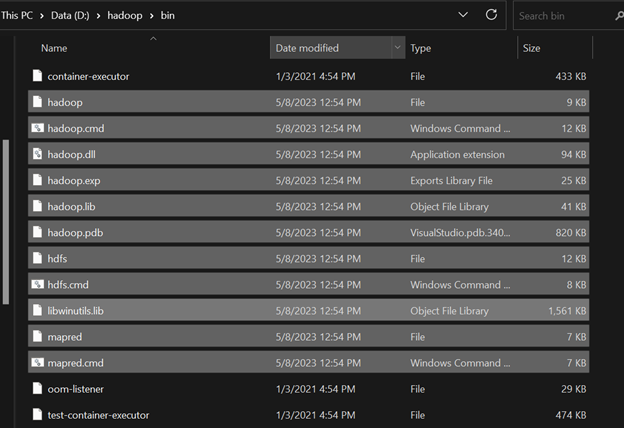 This PC > Data (D:) > hadoop > bin
Search bin
Name Date modified Type Size
container-executor 1/3/2021 4:54 PM File 433 KB
hadoop 5/8/2023 12:54 PM File 9 KB
hadoop.cmd 5/8/2023 12:54 PM Windows Command ... 12 KB
hadoop.dll 5/8/2023 12:54 PM Application extension 94 KB
hadoop.exp 5/8/2023 12:54 PM Exports Library File 25 KB
hadoop.lib 5/8/2023 12:54 PM Object File Library 41 KB
hadoop.pdb 5/8/2023 12:54 PM VisualStudio.pdb.340... 820 KB
hdfs 5/8/2023 12:54 PM File 12 KB
hdfs.cmd 5/8/2023 12:54 PM Windows Command ... 8 KB
libwinutils.lib 5/8/2023 12:54 PM Object File Library 1,561 KB
mapred 5/8/2023 12:54 PM File 7 KB
mapred.cmd 5/8/2023 12:54 PM Windows Command ... 7 KB
oom-listener 1/3/2021 4:54 PM File 29 KB
test-container-executor 1/3/2021 4:54 PM File 474 KB